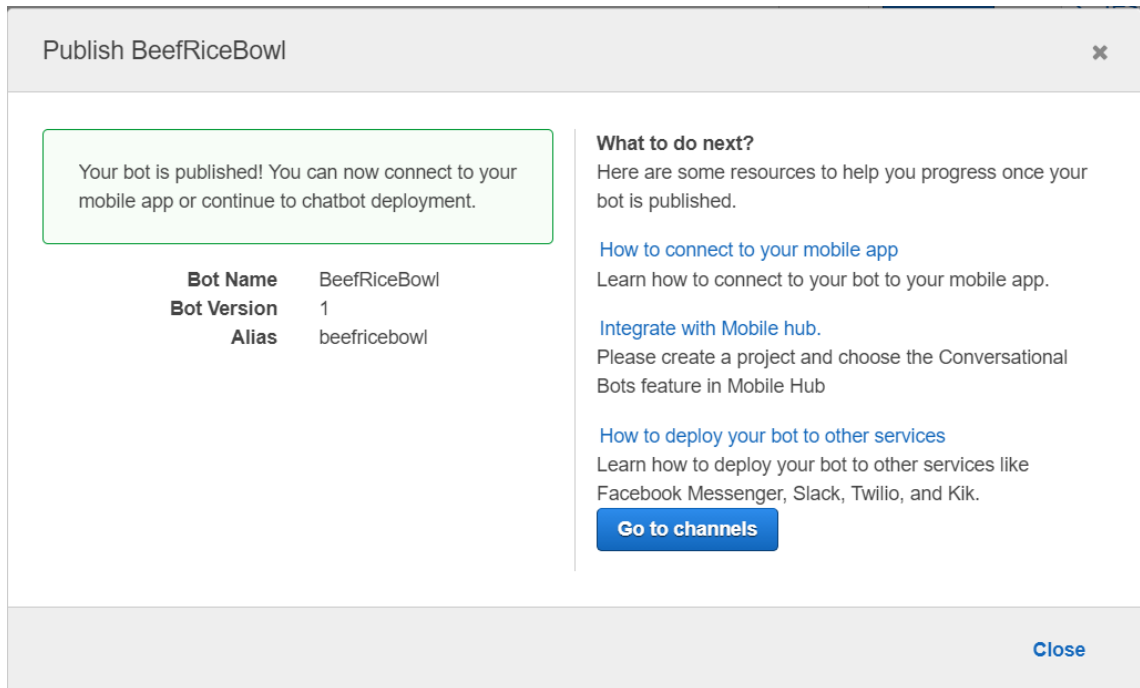 Publish BeefRiceBowl
Your bot is published! You can now connect to your
mobile app or continue to chatbot deployment.
Bot Name BeefRiceBowl
Bot Version 1
Alias beefricebowl
What to do next?
Here are some resources to help you progress once your
bot is published.
How to connect to your mobile app
Learn how to connect to your bot to your mobile app.
Integrate with Mobile hub.
Please create a project and choose the Conversational
Bots feature in Mobile Hub
How to deploy your bot to other services
Learn how to deploy your bot to other services like
Facebook Messenger, Slack, Twilio, and Kik.
Go to channels
Close